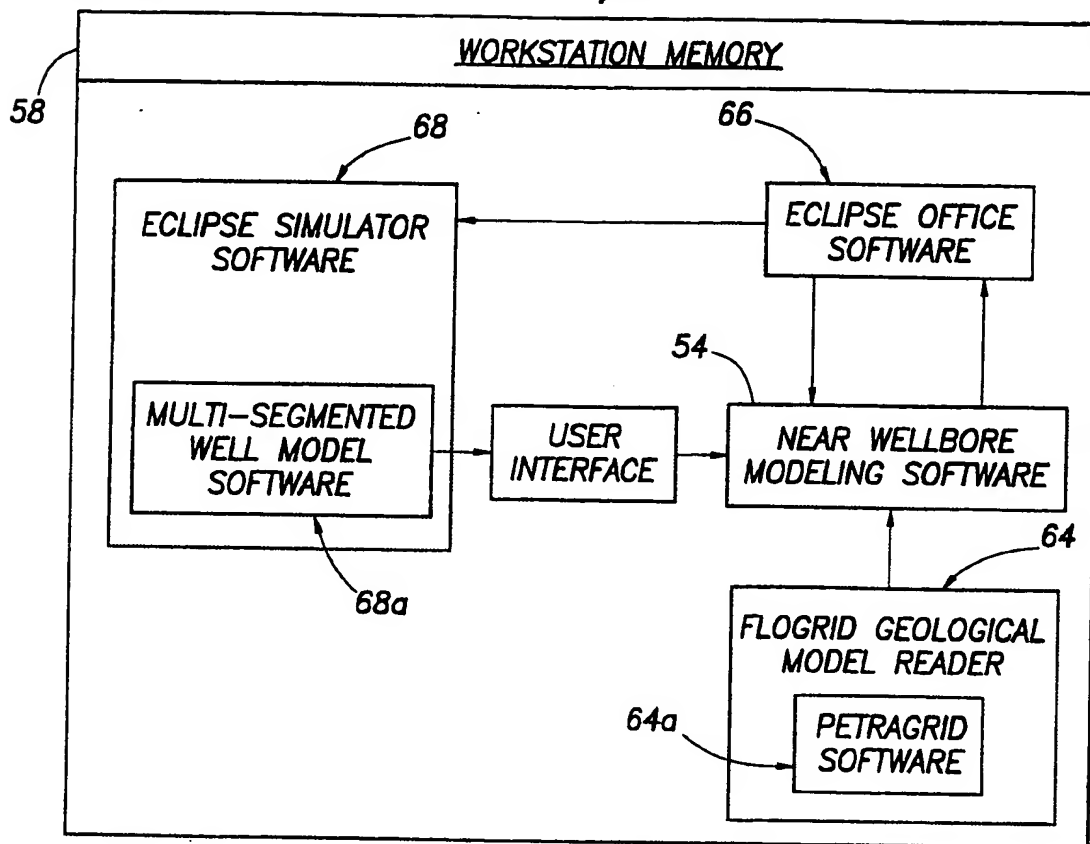 WORKSTATION MEMORY
58
68
66
ECLIPSE SIMULATOR
SOFTWARE
ECLIPSE OFFICE
SOFTWARE
54
MULTI-SEGMENTED
WELL MODEL
SOFTWARE
USER
INTERFACE
NEAR WELLBORE
MODELING SOFTWARE
68a
64
FLOGRID GEOLOGICAL
MODEL READER
64a
PETRAGRID
SOFTWARE